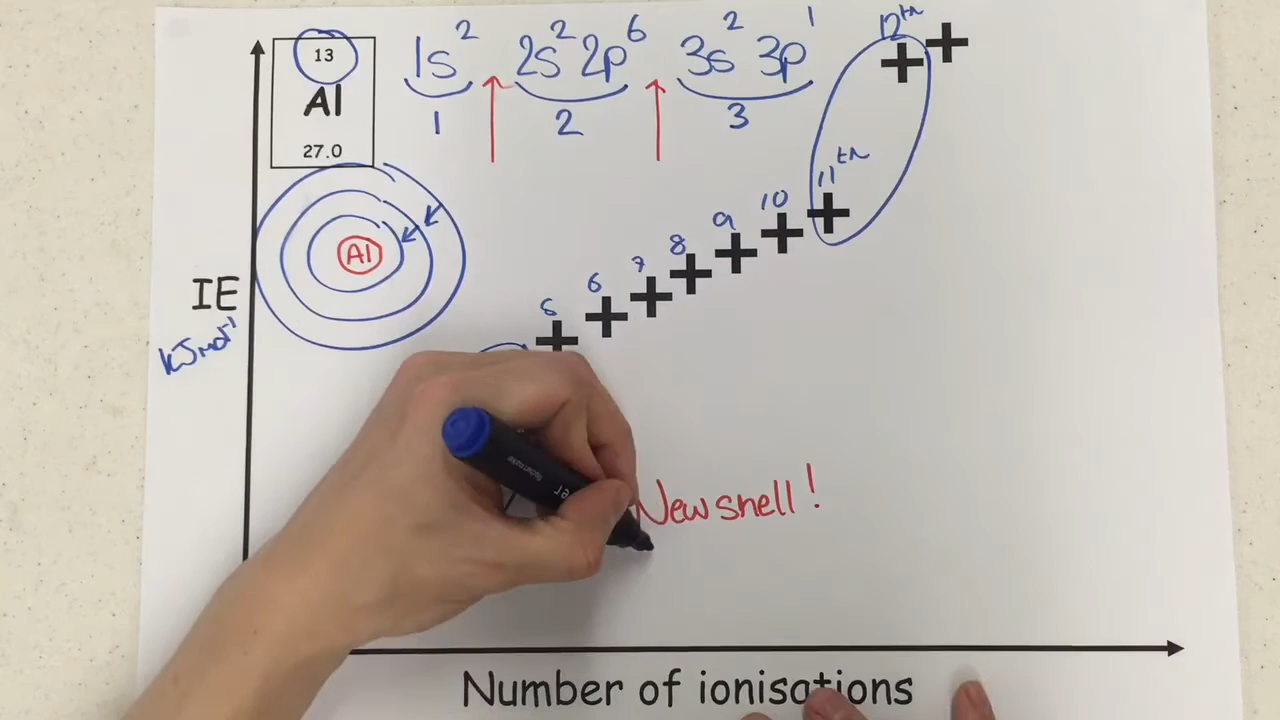 13
Al
27.0
1s² 2s² 2p⁶ 3s² 3p¹
1 2 3
12th
11th
10
9
8
7
6
5
Al
IE
kJmol⁻¹
New shell!
Number of ionisations